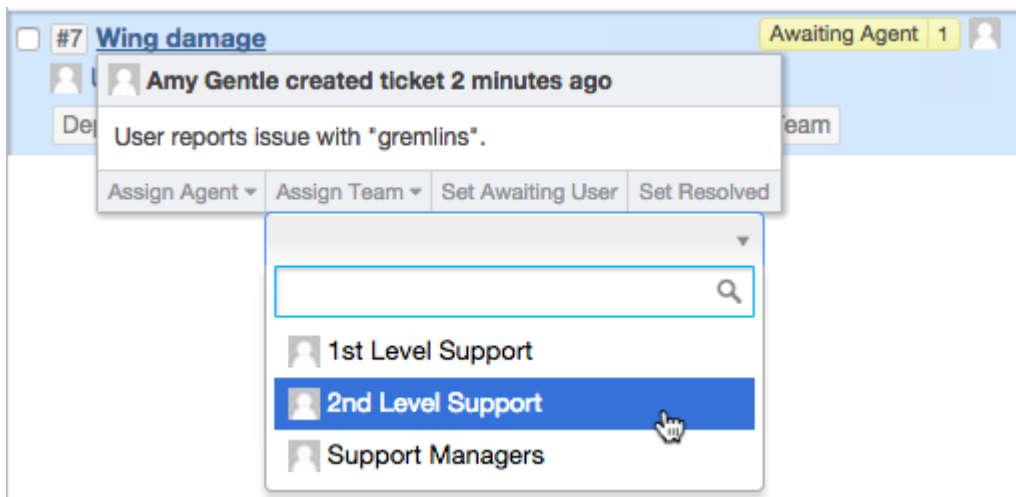 #7 Wing damage Awaiting Agent 1
Amy Gentle created ticket 2 minutes ago
User reports issue with "gremlins".
Assign Agent Assign Team Set Awaiting User Set Resolved
1st Level Support
2nd Level Support
Support Managers